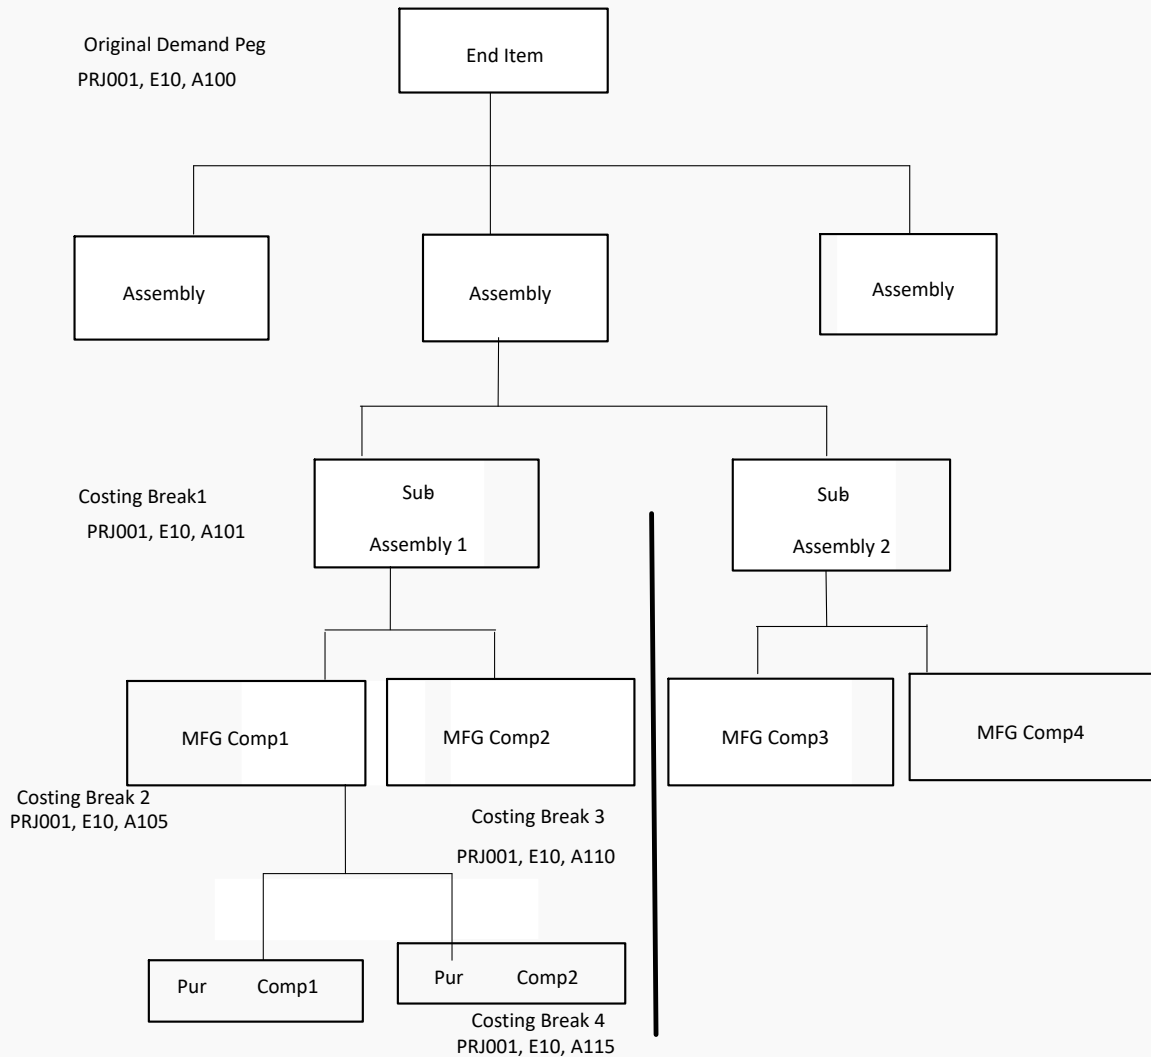 Original Demand Peg
PRJ001, E10, A100
End Item
Assembly
Assembly
Assembly
Costing Break1
PRJ001, E10, A101
Sub
Assembly 1
Sub
Assembly 2
MFG Comp1
MFG Comp2
MFG Comp3
MFG Comp4
Costing Break 2
PRJ001, E10, A105
Costing Break 3
PRJ001, E10, A110
Pur Comp1
Pur Comp2
Costing Break 4
PRJ001, E10, A115